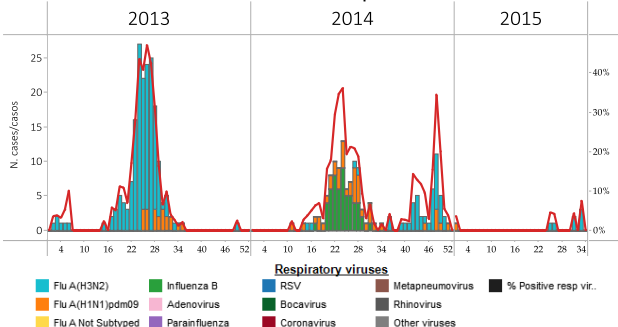 2013 2014 2015
25
20
15
10
5
0
N. cases/casos
40%
30%
20%
10%
0%
4 10 16 22 28 34 40 46 52 4 10 16 22 28 34 40 46 52 4 10 16 22 28 34
Respiratory viruses
Flu A(H3N2) Influenza B RSV Metapneumovirus % Positive resp vir..
Flu A(H1N1)pdm09 Adenovirus Bocavirus Rhinovirus
Flu A Not Subtyped Parainfluenza Coronavirus Other viruses